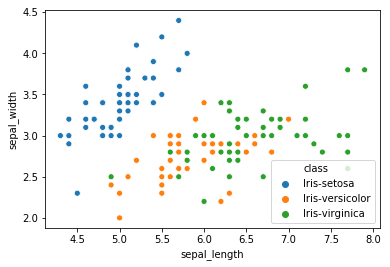 4.5
4.0
3.5
3.0
2.5
2.0
sepal_width
class
Iris-setosa
Iris-versicolor
Iris-virginica
4.5 5.0 5.5 6.0 6.5 7.0 7.5 8.0
sepal_length